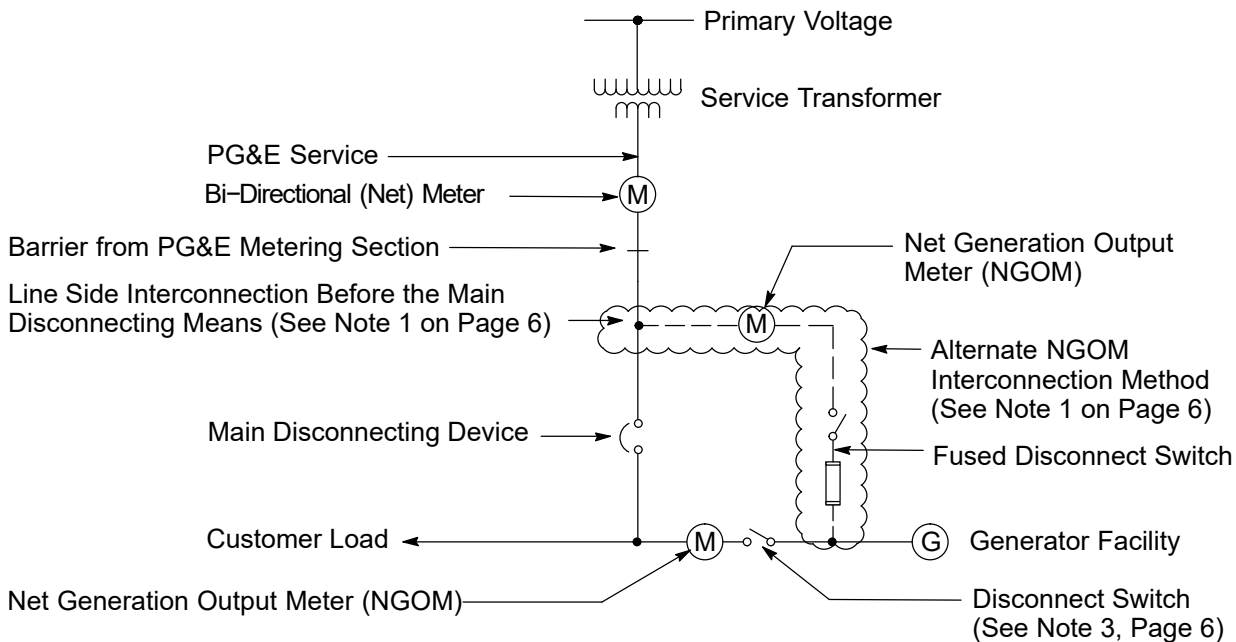 Primary Voltage
Service Transformer
PG&E Service
Bi−Directional (Net) Meter
M
Barrier from PG&E Metering Section
Net Generation Output
Meter (NGOM)
Line Side Interconnection Before the Main
Disconnecting Means (See Note 1 on Page 6)
M
Alternate NGOM
Interconnection Method
(See Note 1 on Page 6)
Main Disconnecting Device
Fused Disconnect Switch
Customer Load
M
G
Generator Facility
Net Generation Output Meter (NGOM)
Disconnect Switch
(See Note 3, Page 6)